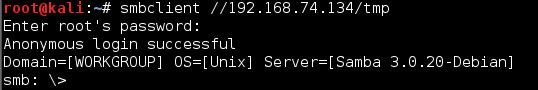 root@kali:~# smbclient //192.168.74.134/tmp
Enter root's password:
Anonymous login successful
Domain=[WORKGROUP] OS=[Unix] Server=[Samba 3.0.20-Debian]
smb: \>